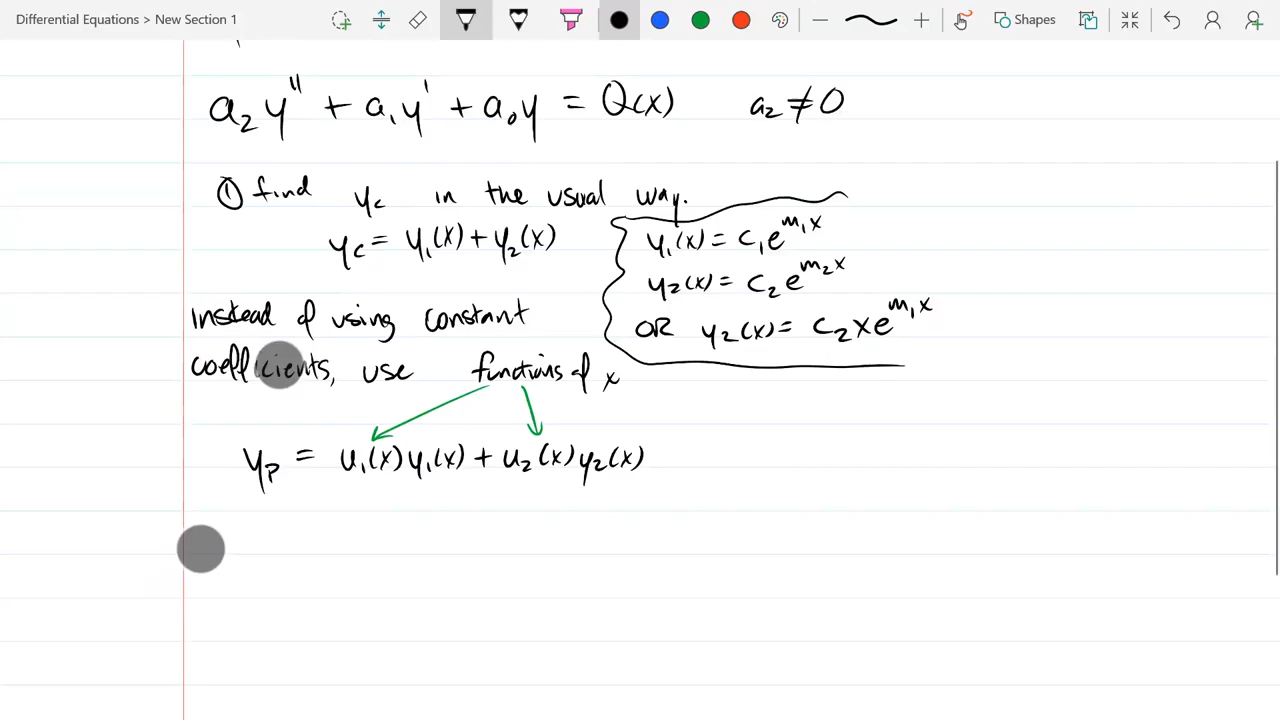 Differential Equations > New Section 1
Shapes
a₂y'' + a₁y' + a₀y = Q(x) a₂ ≠ 0
① find y_c in the usual way.
y_c = y₁(x) + y₂(x)
y₁(x) = c₁e^{m₁x}
y₂(x) = c₂e^{m₂x}
OR y₂(x) = c₂xe^{m₁x}
instead of using constant
coefficients, use functions of x
y_p = u₁(x)y₁(x) + u₂(x)y₂(x)